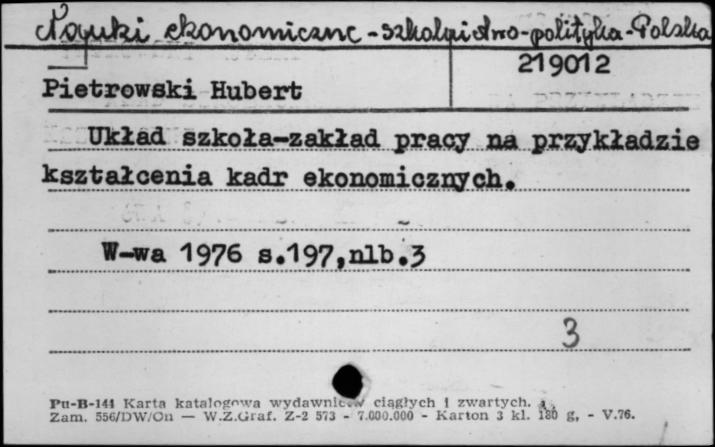 Nauki ekonomiczne - szkolnictwo - polityka - Polska
219012
Pietrowski Hubert
Układ szkoła-zakład pracy na przykładzie
kształcenia kadr ekonomicznych.
W-wa 1976 s.197,nlb.3
3
Pu-B-144 Karta katalogowa wydawnictw ciągłych i zwartych.
Zam. 556/DW/On — W.Z.Graf. Z-2 573 - 7.000.000 - Karton 3 kl. 180 g, - V.76.